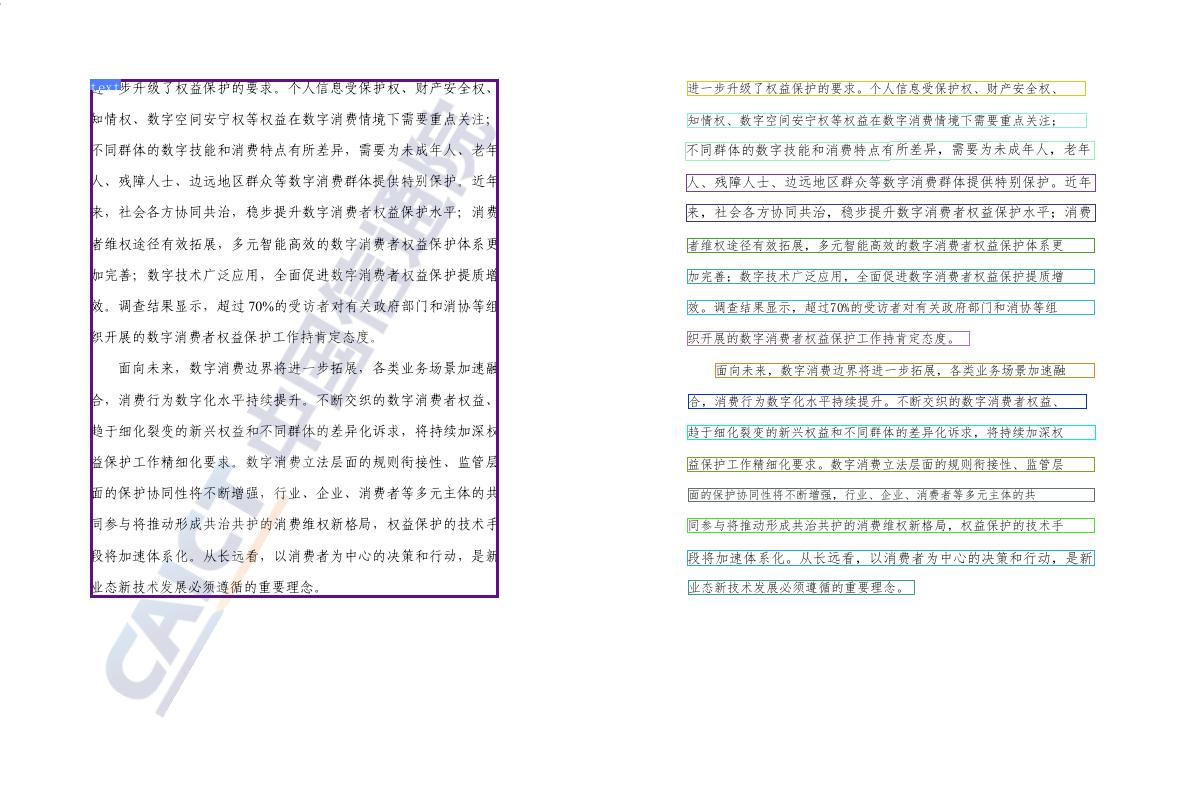 text
进一步升级了权益保护的要求。个人信息受保护权、财产安全权、
知情权、数字空间安宁权等权益在数字消费情境下需要重点关注；
不同群体的数字技能和消费特点有所差异，需要为未成年人、老年
人、残障人士、边远地区群众等数字消费群体提供特别保护。近年
来，社会各方协同共治，稳步提升数字消费者权益保护水平；消费
者维权途径有效拓展，多元智能高效的数字消费者权益保护体系更
加完善；数字技术广泛应用，全面促进数字消费者权益保护提质增
效。调查结果显示，超过 70%的受访者对有关政府部门和消协等组
织开展的数字消费者权益保护工作持肯定态度。
面向未来，数字消费边界将进一步拓展，各类业务场景加速融
合，消费行为数字化水平持续提升。不断交织的数字消费者权益、
趋于细化裂变的新兴权益和不同群体的差异化诉求，将持续加深权
益保护工作精细化要求。数字消费立法层面的规则衔接性、监管层
面的保护协同性将不断增强，行业、企业、消费者等多元主体的共
同参与将推动形成共治共护的消费维权新格局，权益保护的技术手
段将加速体系化。从长远看，以消费者为中心的决策和行动，是新
业态新技术发展必须遵循的重要理念。
CAICT 中国信通院
进一步升级了权益保护的要求。个人信息受保护权、财产安全权、
知情权、数字空间安宁权等权益在数字消费情境下需要重点关注；
不同群体的数字技能和消费特点有所差异，需要为未成年人，老年
人、残障人士、边远地区群众等数字消费群体提供特别保护。近年
来，社会各方协同共治，稳步提升数字消费者权益保护水平；消费
者维权途径有效拓展，多元智能高效的数字消费者权益保护体系更
加完善；数字技术广泛应用，全面促进数字消费者权益保护提质增
效。调查结果显示，超过70%的受访者对有关政府部门和消协等组
织开展的数字消费者权益保护工作持肯定态度。
面向未来，数字消费边界将进一步拓展，各类业务场景加速融
合，消费行为数字化水平持续提升。不断交织的数字消费者权益、
趋于细化裂变的新兴权益和不同群体的差异化诉求，将持续加深权
益保护工作精细化要求。数字消费立法层面的规则衔接性、监管层
面的保护协同性将不断增强，行业、企业、消费者等多元主体的共
同参与将推动形成共治共护的消费维权新格局，权益保护的技术手
段将加速体系化。从长远看，以消费者为中心的决策和行动，是新
业态新技术发展必须遵循的重要理念。